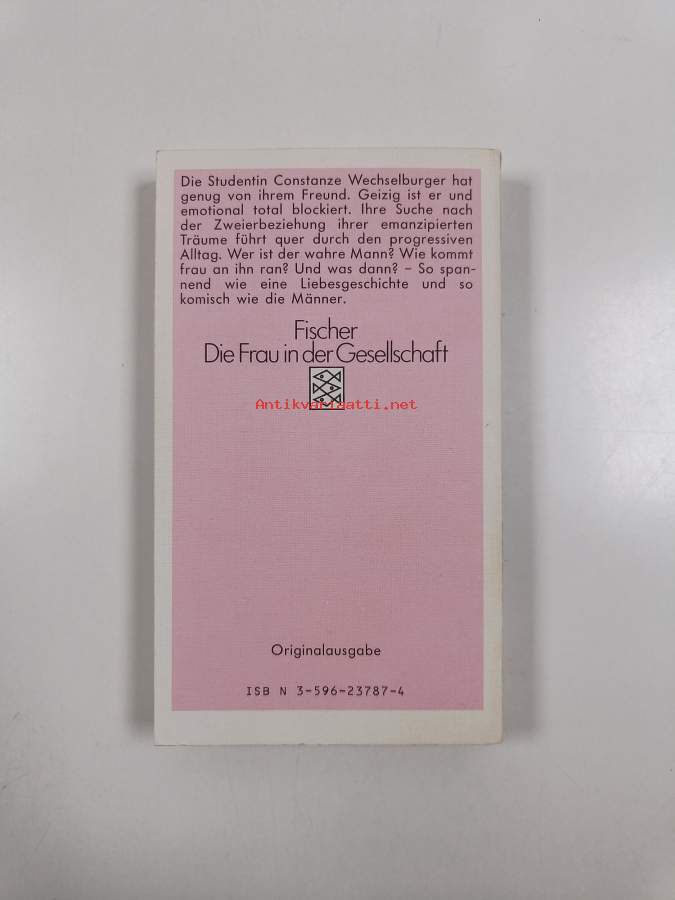 Die Studentin Constanze Wechselburger hat
genug von ihrem Freund. Geizig ist er und
emotional total blockiert. Ihre Suche nach
der Zweierbeziehung ihrer emanzipierten
Träume führt quer durch den progressiven
Alltag. Wer ist der wahre Mann? Wie kommt
frau an ihn ran? Und was dann? – So span-
nend wie eine Liebesgeschichte und so
komisch wie die Männer.
Fischer
Die Frau in der Gesellschaft
Antikvariaatti.net
Originalausgabe
ISB N 3-596-23787-4